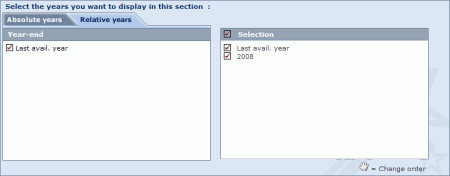 Select the years you want to display in this section :
Absolute years Relative years
Year-end
Last avail. year
Selection
Last avail. year
2008
= Change order